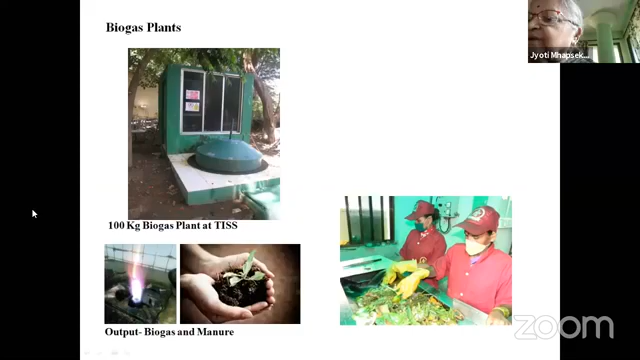 Biogas Plants
Jyoti Mhapsek...
100 Kg Biogas Plant at TISS
Output- Biogas and Manure
zoom